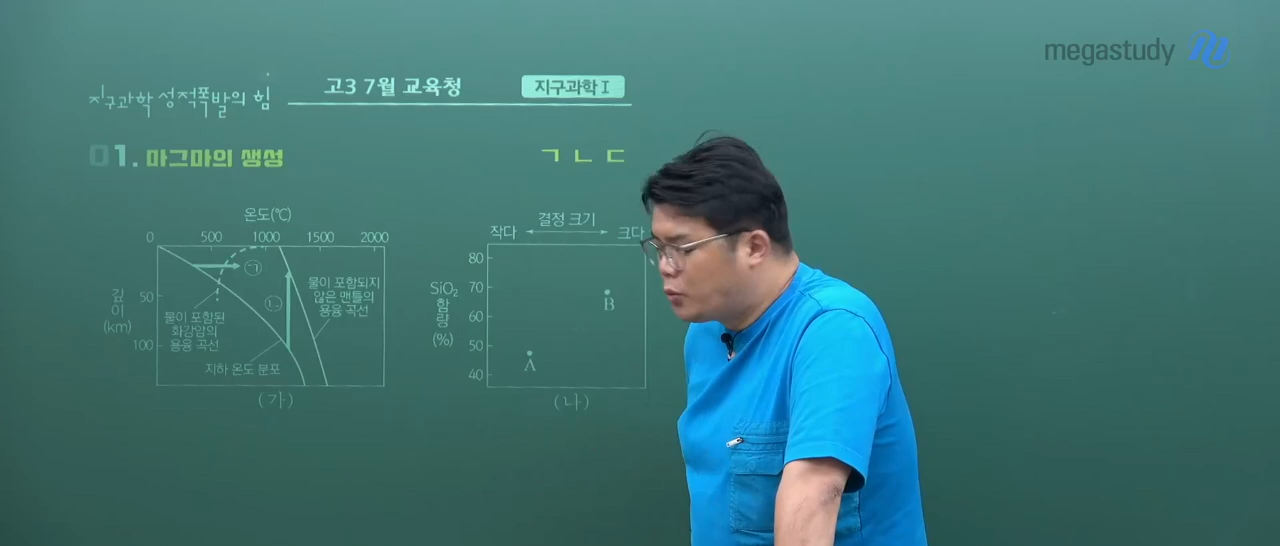 megastudy
지구과학 성적폭발의 힘
고3 7월 교육청
지구과학 I
01. 마그마의 생성
ㄱ ㄴ ㄷ
온도(℃)
0 500 1000 1500 2000
깊이(km)
50
100
㉠
㉡
물이 포함된
화강암의
용융 곡선
물이 포함되지
않은 맨틀의
용융 곡선
지하 온도 분포
(가)
결정 크기
작다
크다
SiO₂ 함량(%)
80
70
60
50
40
B
A
(나)